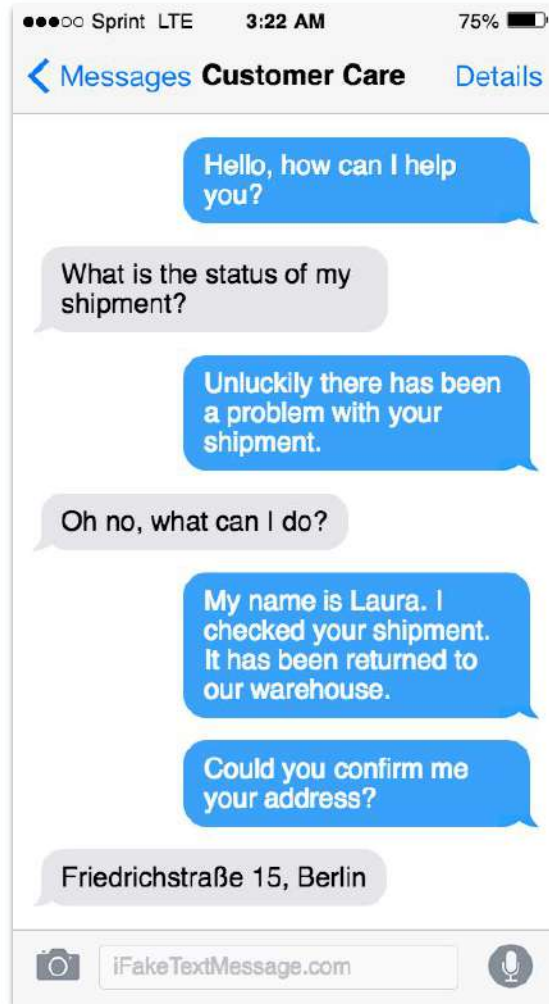 Sprint LTE 3:22 AM 75%
Messages Customer Care Details
Hello, how can I help
you?
What is the status of my
shipment?
Unluckily there has been
a problem with your
shipment.
Oh no, what can I do?
My name is Laura. I
checked your shipment.
It has been returned to
our warehouse.
Could you confirm me
your address?
Friedrichstraße 15, Berlin
iFakeTextMessage.com